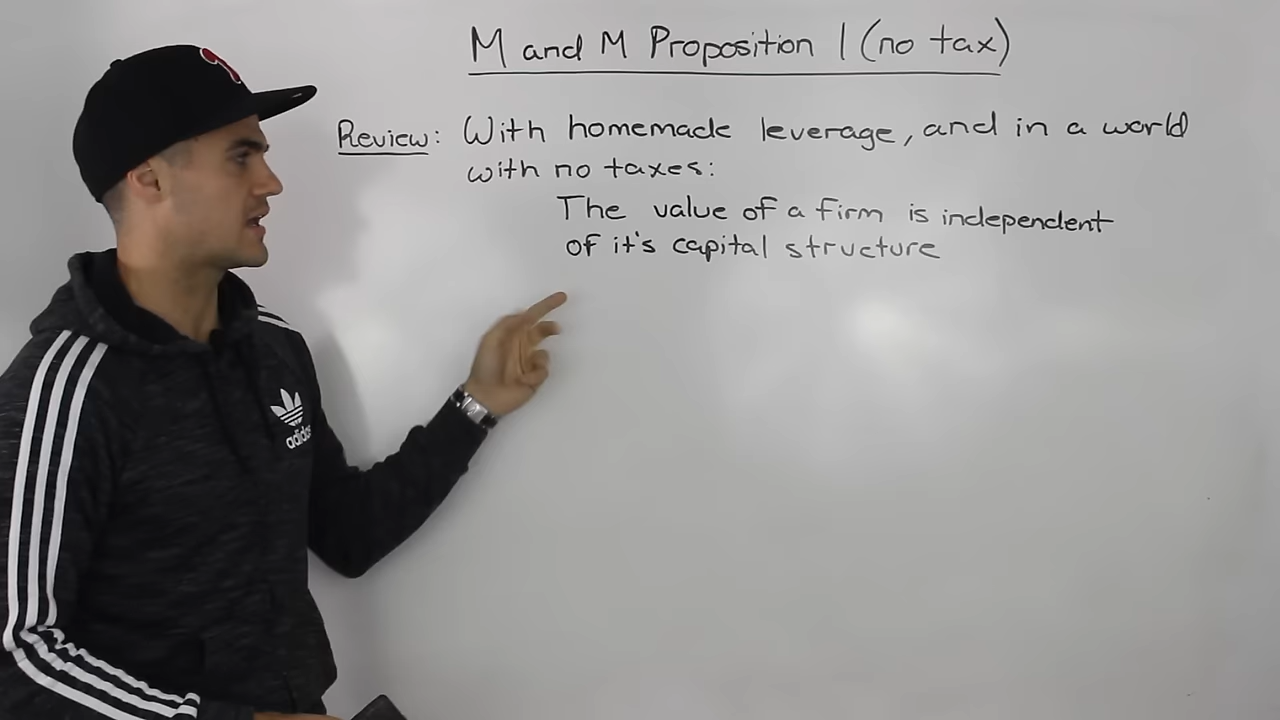 M and M Proposition 1 (no tax)
Review: With homemade leverage, and in a world
with no taxes:
The value of a firm is independent
of it's capital structure
adidas